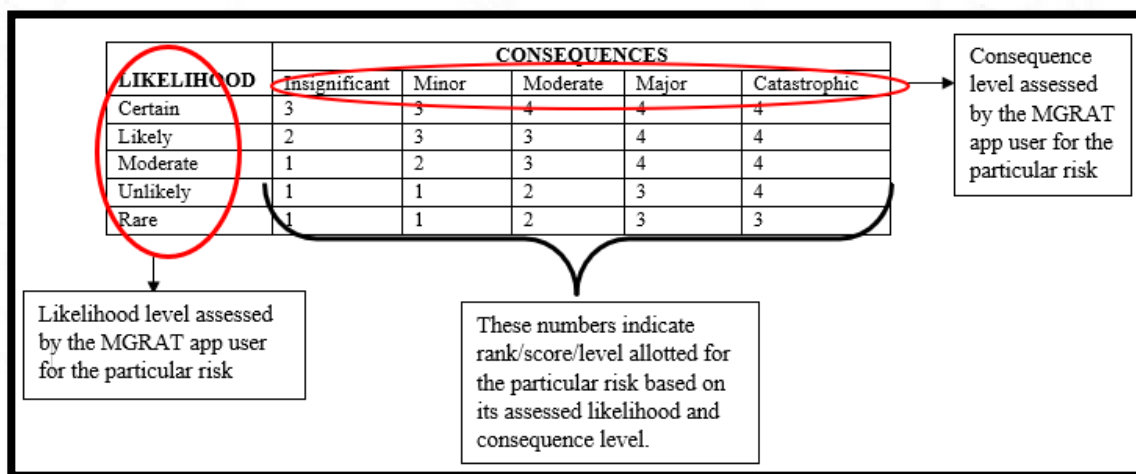 CONSEQUENCES
LIKELIHOOD Insignificant Minor Moderate Major Catastrophic
Certain 3 3 4 4 4
Likely 2 3 3 4 4
Moderate 1 2 3 4 4
Unlikely 1 1 2 3 4
Rare 1 1 2 3 3
Consequence
level assessed
by the MGRAT
app user for the
particular risk
Likelihood level assessed
by the MGRAT app user
for the particular risk
These numbers indicate
rank/score/level allotted for
the particular risk based on
its assessed likelihood and
consequence level.